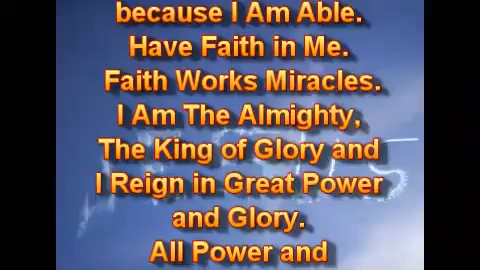 because I Am Able.
Have Faith in Me.
Faith Works Miracles.
I Am The Almighty,
The King of Glory and
I Reign in Great Power
and Glory.
All Power and